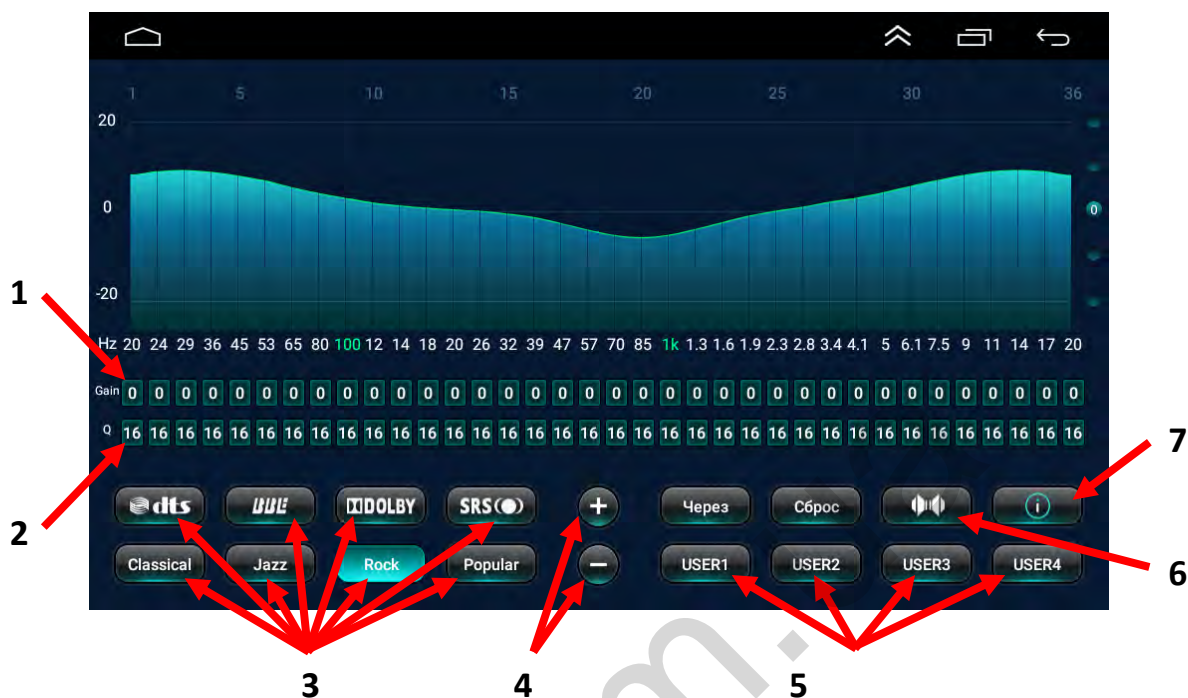 1 5 10 15 20 25 30 36
20
0
0
-20
1
Hz 20 24 29 36 45 53 65 80 100 12 14 18 20 26 32 39 47 57 70 85 1k 1.3 1.6 1.9 2.3 2.8 3.4 4.1 5 6.1 7.5 9 11 14 17 20
Gain 0 0 0 0 0 0 0 0 0 0 0 0 0 0 0 0 0 0 0 0 0 0 0 0 0 0 0 0 0 0 0 0 0 0 0 0
Q 16 16 16 16 16 16 16 16 16 16 16 16 16 16 16 16 16 16 16 16 16 16 16 16 16 16 16 16 16 16 16 16 16 16 16 16
7
2
dts BBE DOLBY SRS + Через Сброс i
6
Classical Jazz Rock Popular − USER1 USER2 USER3 USER4
3 4 5
m.